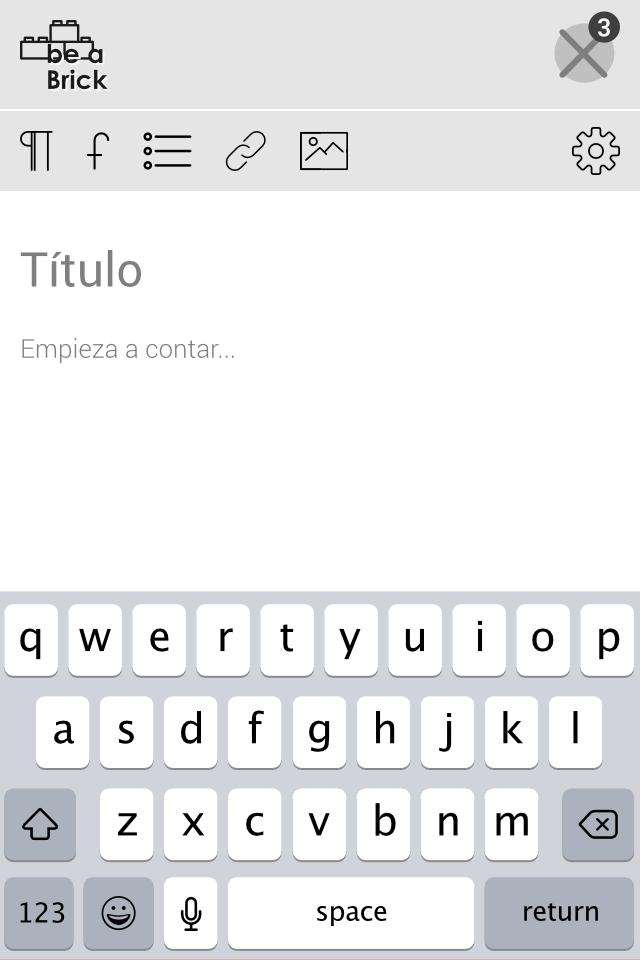 3
be a
Brick
Título
Empieza a contar...
q w e r t y u i o p
a s d f g h j k l
z x c v b n m
123 space return